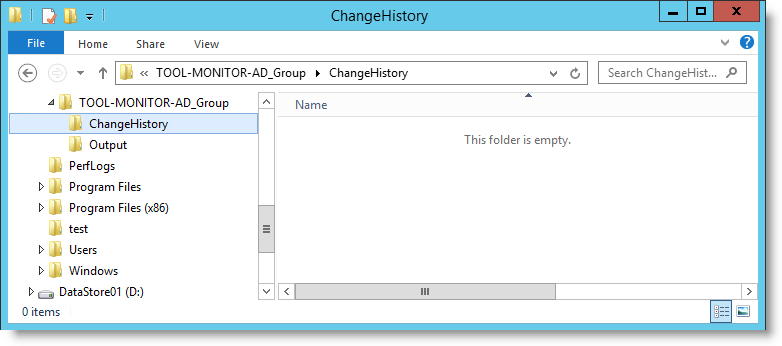 ChangeHistory
File Home Share View
« TOOL-MONITOR-AD_Group ChangeHistory Search ChangeHist...
TOOL-MONITOR-AD_Group
ChangeHistory
Output
PerfLogs
Program Files
Program Files (x86)
test
Users
Windows
DataStore01 (D:)
Name
This folder is empty.
0 items